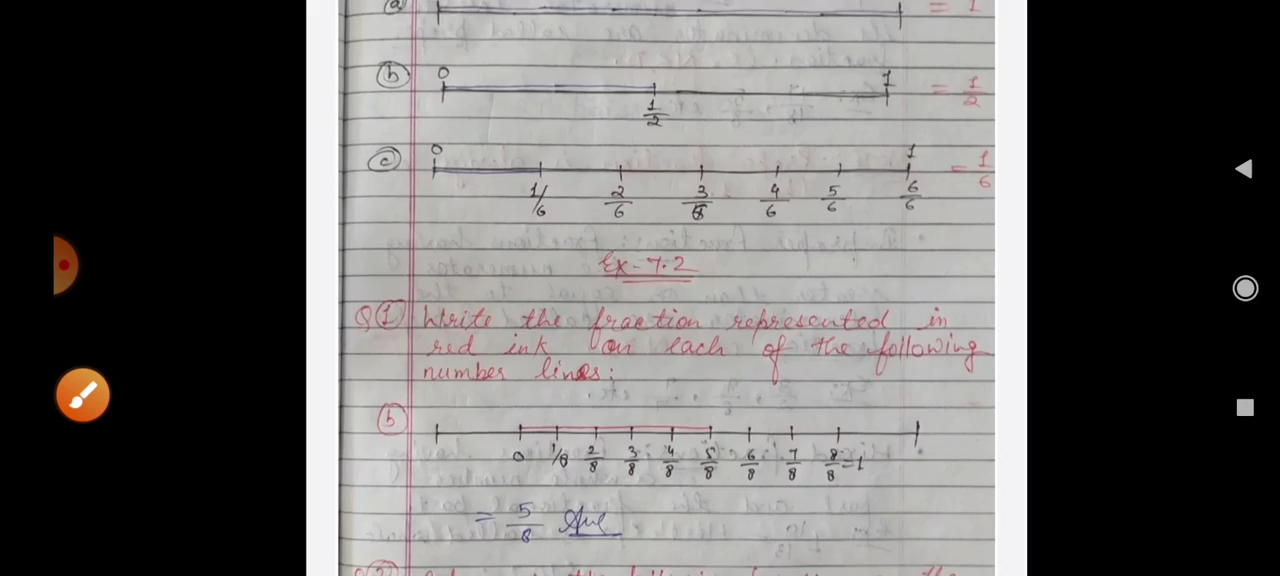 ⓐ = 1
ⓑ 0 1 = 1/2
1/2
ⓒ 0 1 = 1/6
1/6 2/6 3/6 4/6 5/6 6/6
Ex-7.2
Q① Write the fraction represented in
red ink on each of the following
number lines:
ⓑ
0 1/8 2/8 3/8 4/8 5/8 6/8 7/8 8/8=1
= 5/8 Ans